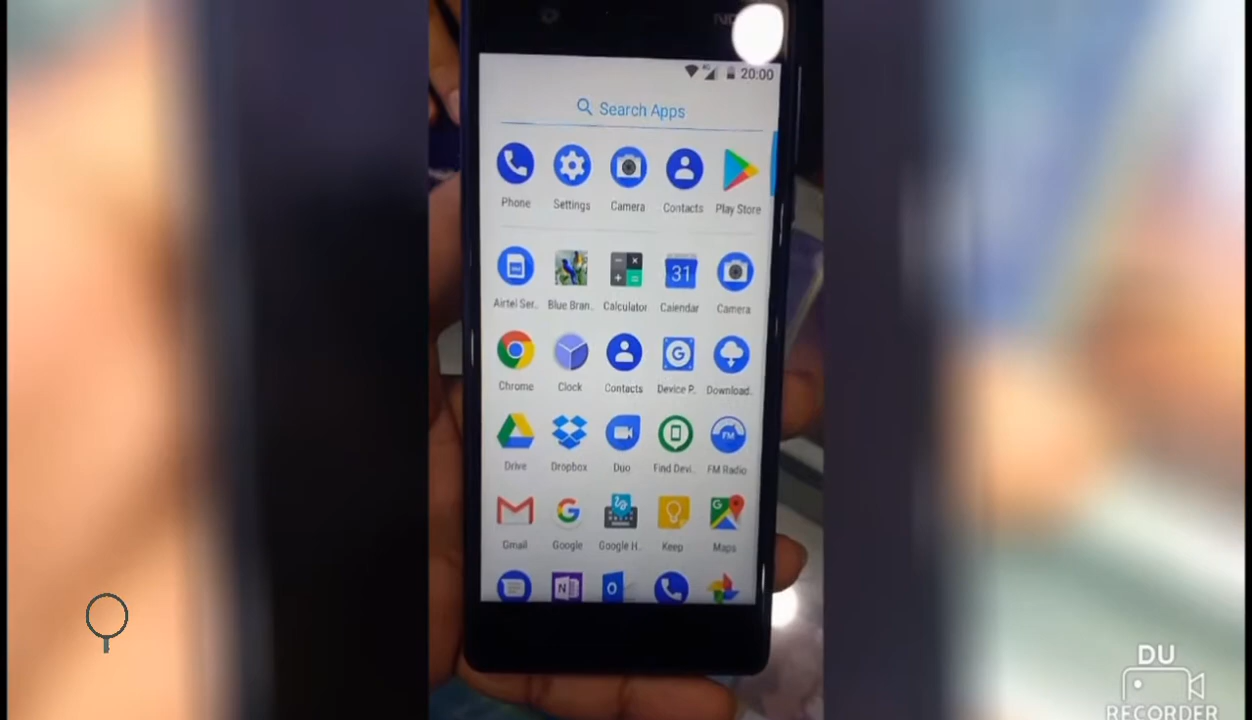 NO
20:00
Search Apps
Phone Settings Camera Contacts Play Store
31
Airtel Ser.. Blue Bran.. Calculator Calendar Camera
G
Chrome Clock Contacts Device P.. Download..
FM
Drive Dropbox Duo Find Devi.. FM Radio
G G
Gmail Google Google H.. Keep Maps
N O
DU
RECORDER